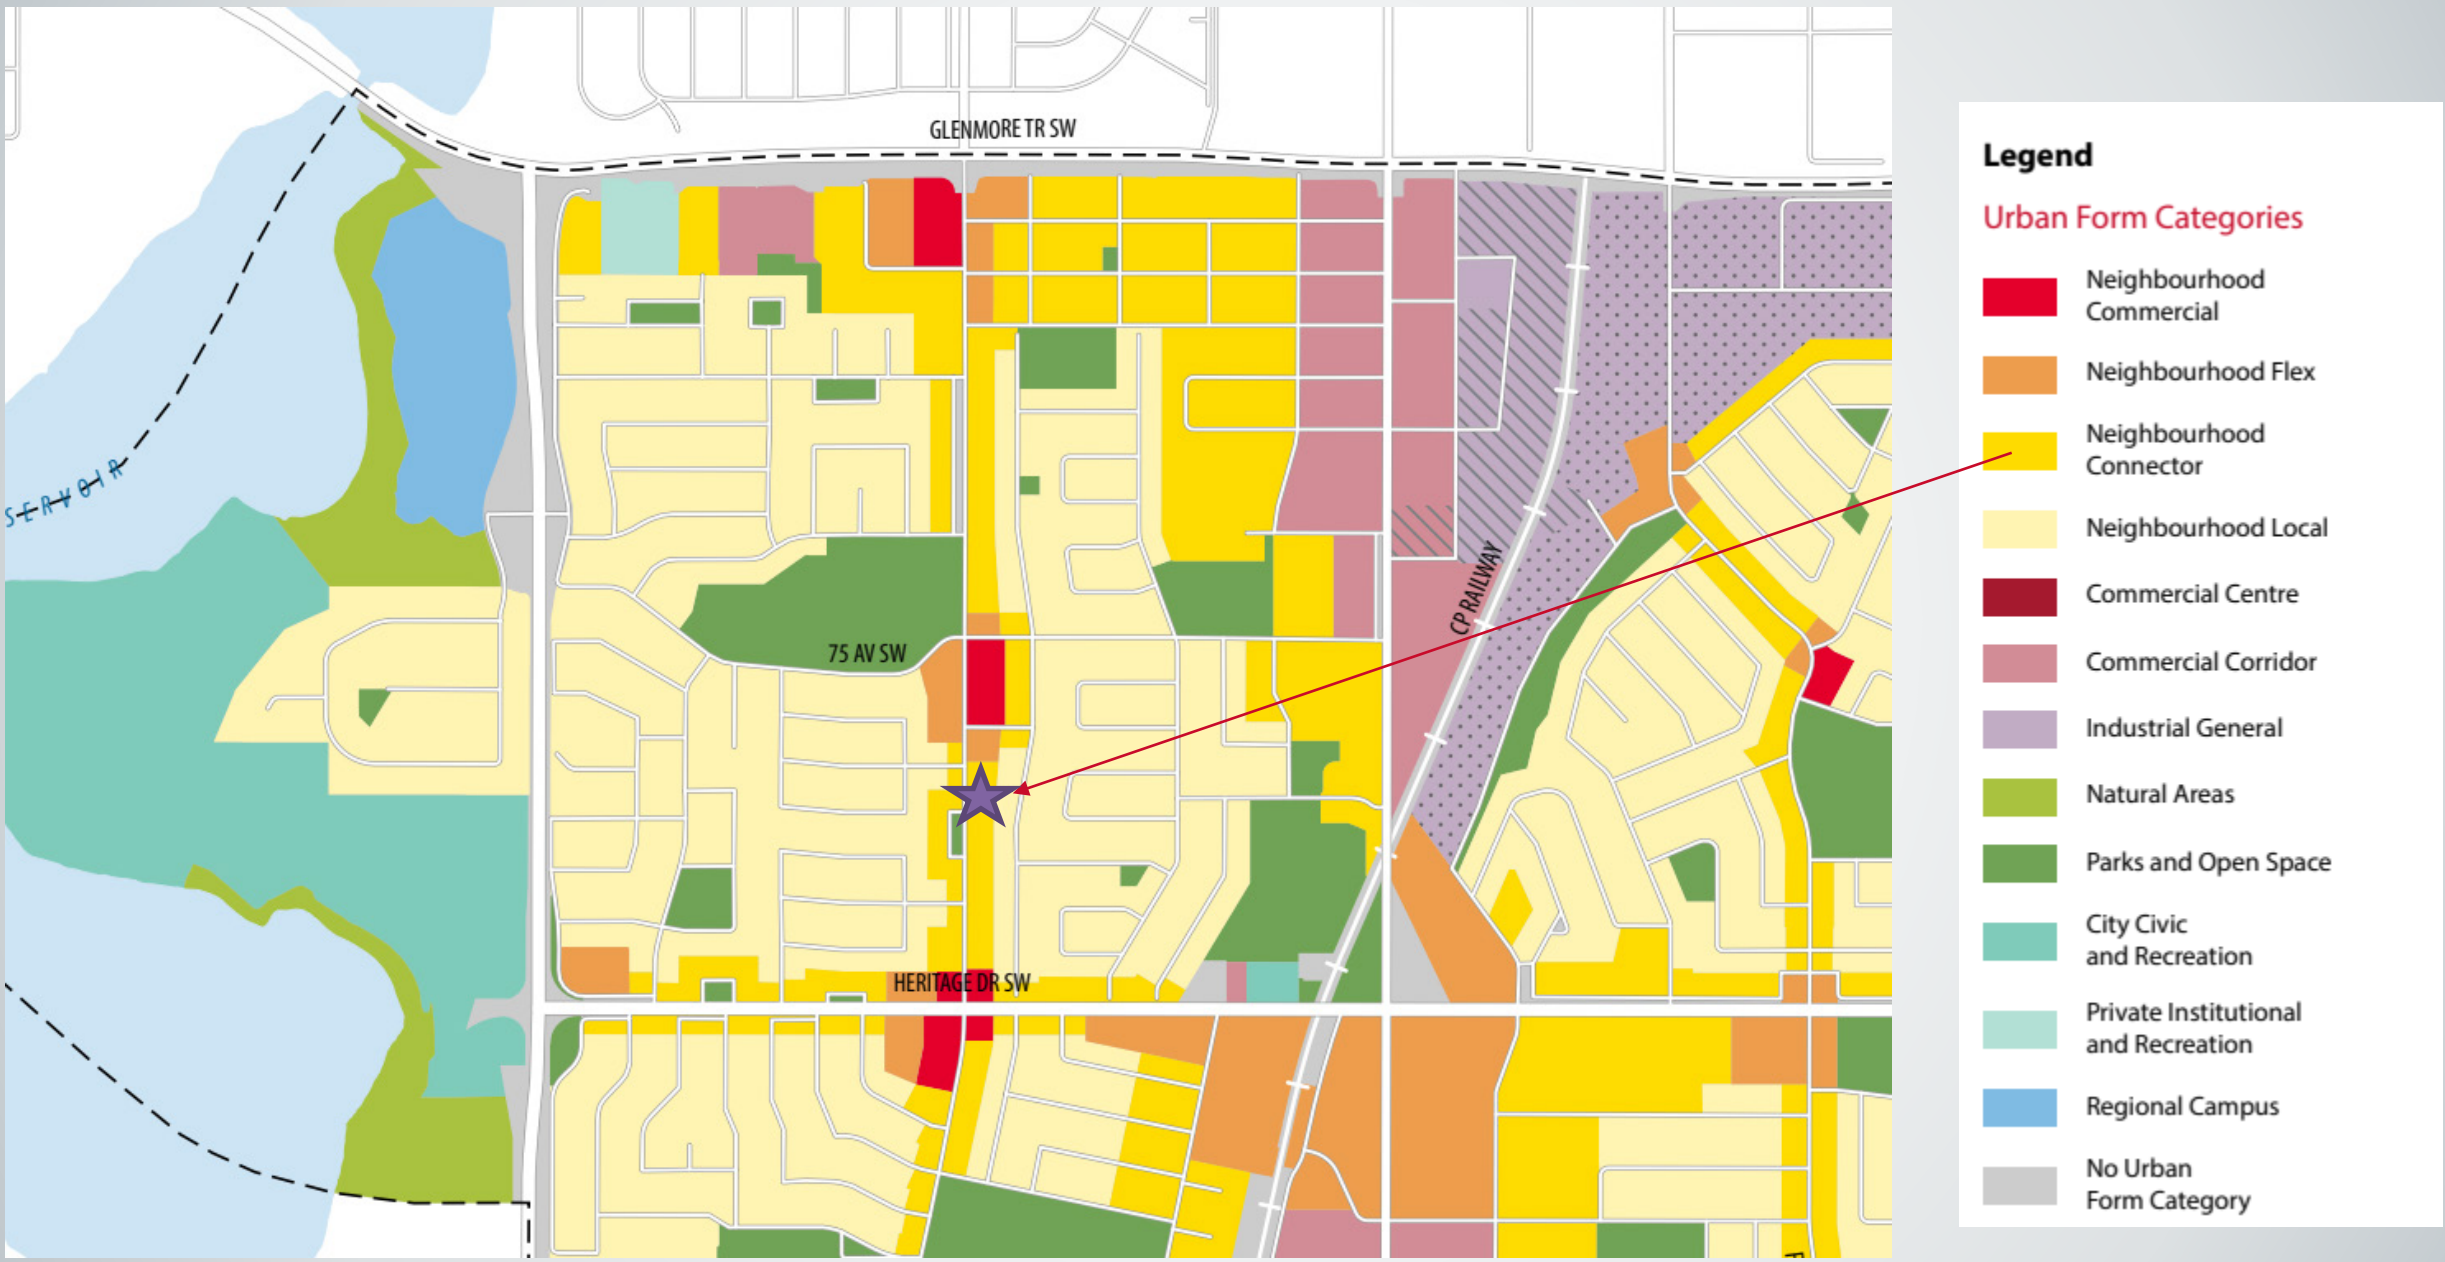 GLENMORE TR SW
SERVOIR
CP RAILWAY
75 AV SW
HERITAGE DR SW
Legend
Urban Form Categories
Neighbourhood
Commercial
Neighbourhood Flex
Neighbourhood
Connector
Neighbourhood Local
Commercial Centre
Commercial Corridor
Industrial General
Natural Areas
Parks and Open Space
City Civic
and Recreation
Private Institutional
and Recreation
Regional Campus
No Urban
Form Category